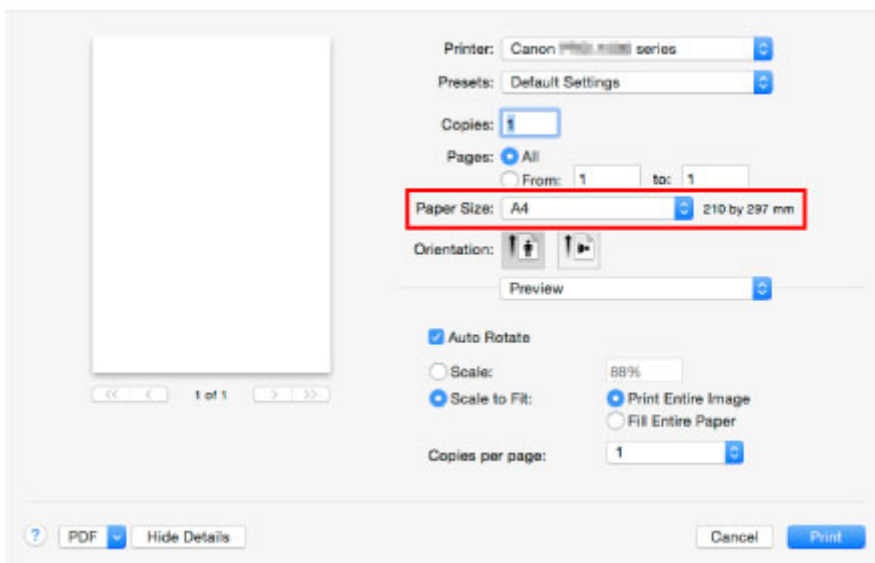 Printer: Canon series
Presets: Default Settings
Copies: 1
Pages: All
From: 1 to: 1
Paper Size: A4 210 by 297 mm
Orientation:
Preview
Auto Rotate
Scale: 88%
Scale to Fit: Print Entire Image
Fill Entire Paper
Copies per page: 1
1 of 1
? PDF Hide Details Cancel Print